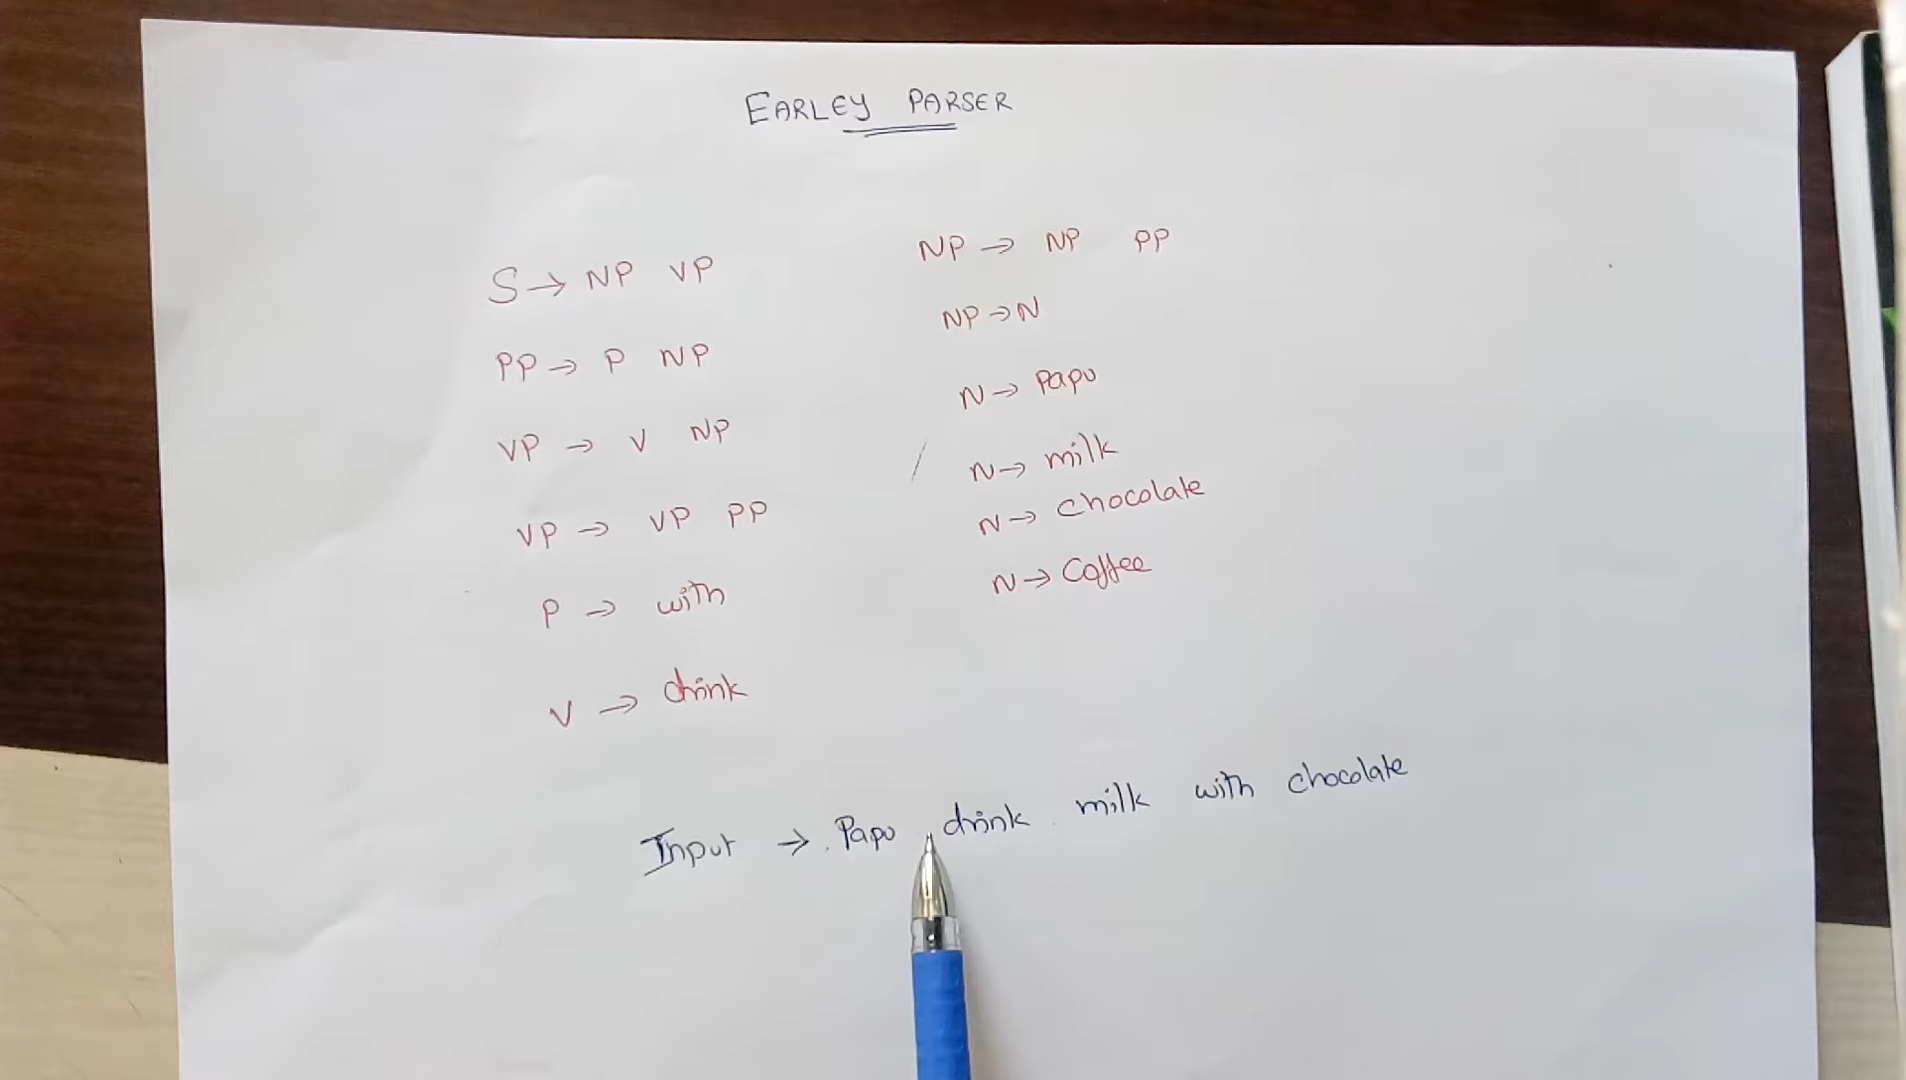 EARLEY PARSER
S → NP VP
PP → P NP
VP → V NP
VP → VP PP
P → with
V → drink
NP → NP PP
NP → N
N → Papu
N → milk
N → chocolate
N → Coffee
Input → Papu drink milk with chocolate